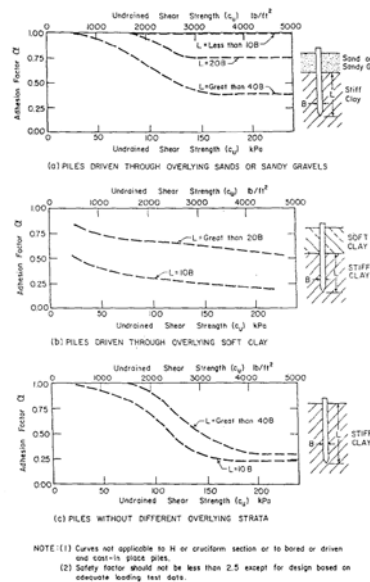 Undrained Shear Strength (cu) lb/ft²
0 1000 2000 3000 4000 5000
1.00
0.75
0.50
0.25
0.00
Adhesion Factor α
L=Less than 10B
L=20B
L=Great than 40B
0 50 100 150 200
Undrained Shear Strength (cu) kPa
Sand or
Sandy G
Stiff
Clay
B
L
(a) PILES DRIVEN THROUGH OVERLYING SANDS OR SANDY GRAVELS
Undrained Shear Strength (cu) lb/ft²
0 1000 2000 3000 4000 5000
1.00
0.75
0.50
0.25
0
Adhesion Factor α
L=Great than 20B
L=10B
0 50 100 150 200
Undrained Shear Strength (cu) kPa
SOFT
CLAY
STIFF
CLAY
B
L
(b) PILES DRIVEN THROUGH OVERLYING SOFT CLAY
Undrained Shear Strength (cu) lb/ft²
0 1000 2000 3000 4000 5000
1.00
0.75
0.50
0.25
0.00
Adhesion Factor α
L=Great than 40B
L=10B
0 50 100 150 200
Undrained Shear Strength (cu) kPa
STIFF
CLAY
B
L
(c) PILES WITHOUT DIFFERENT OVERLYING STRATA
NOTE:(1) Curves not applicable to H or cruciform section or to bored or driven
and cast-in place piles.
(2) Safety factor should not be less than 2.5 except for design based on
adequate loading test data.